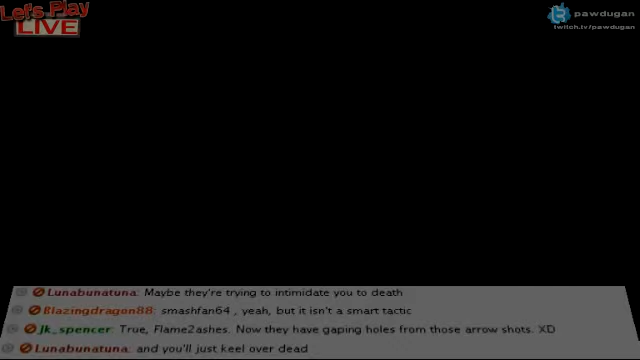 Let's Play
LIVE
pawdugan
twitch.tv/pawdugan
Lunabunatuna: Maybe they're trying to intimidate you to death
Blazingdragon88: smashfan64 , yeah, but it isn't a smart tactic
Jk_spencer: True, Flame2ashes. Now they have gaping holes from those arrow shots. XD
Lunabunatuna: and you'll just keel over dead